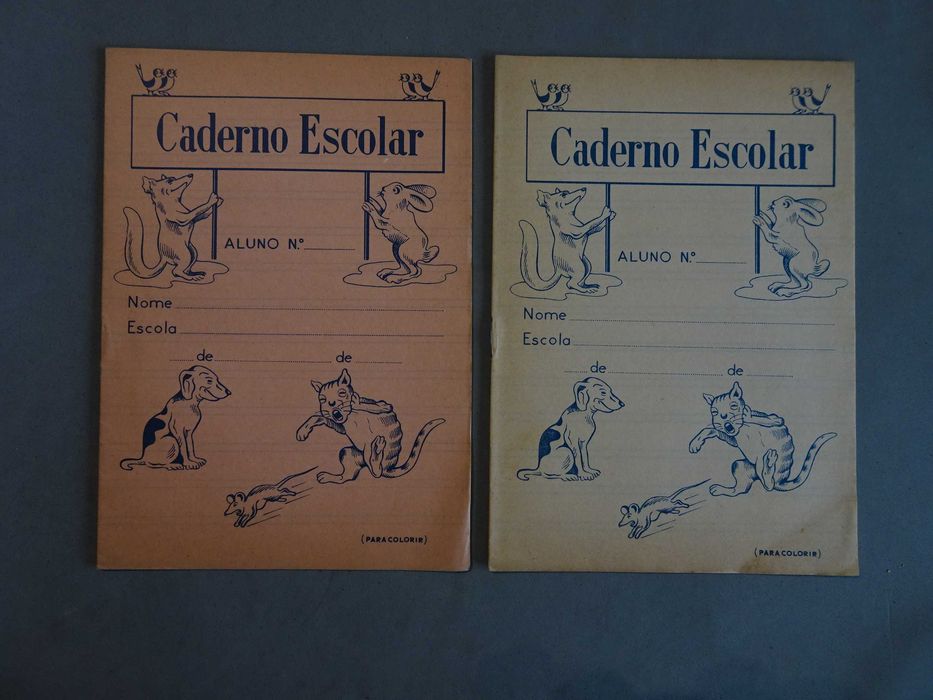 Caderno Escolar
ALUNO N.º
Nome
Escola
de de
(PARA COLORIR)
Caderno Escolar
ALUNO N.º
Nome
Escola
de de
(PARA COLORIR)